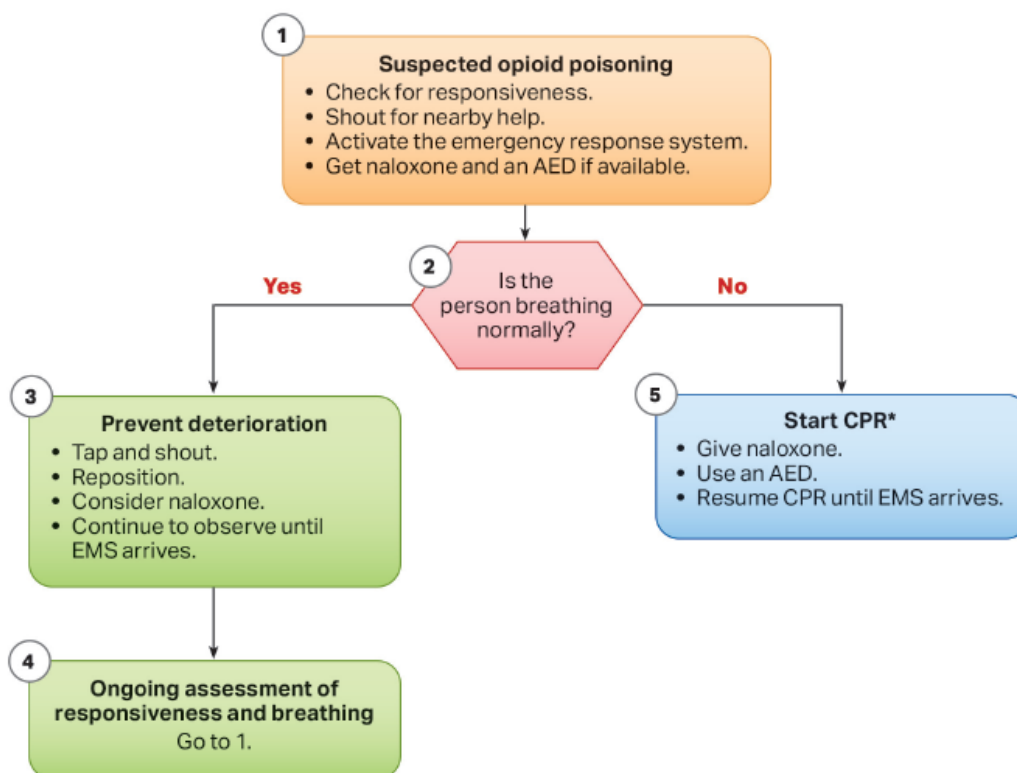 1
Suspected opioid poisoning
• Check for responsiveness.
• Shout for nearby help.
• Activate the emergency response system.
• Get naloxone and an AED if available.
2
Is the
person breathing
normally?
Yes
No
3
Prevent deterioration
• Tap and shout.
• Reposition.
• Consider naloxone.
• Continue to observe until
EMS arrives.
4
Ongoing assessment of
responsiveness and breathing
Go to 1.
5
Start CPR*
• Give naloxone.
• Use an AED.
• Resume CPR until EMS arrives.